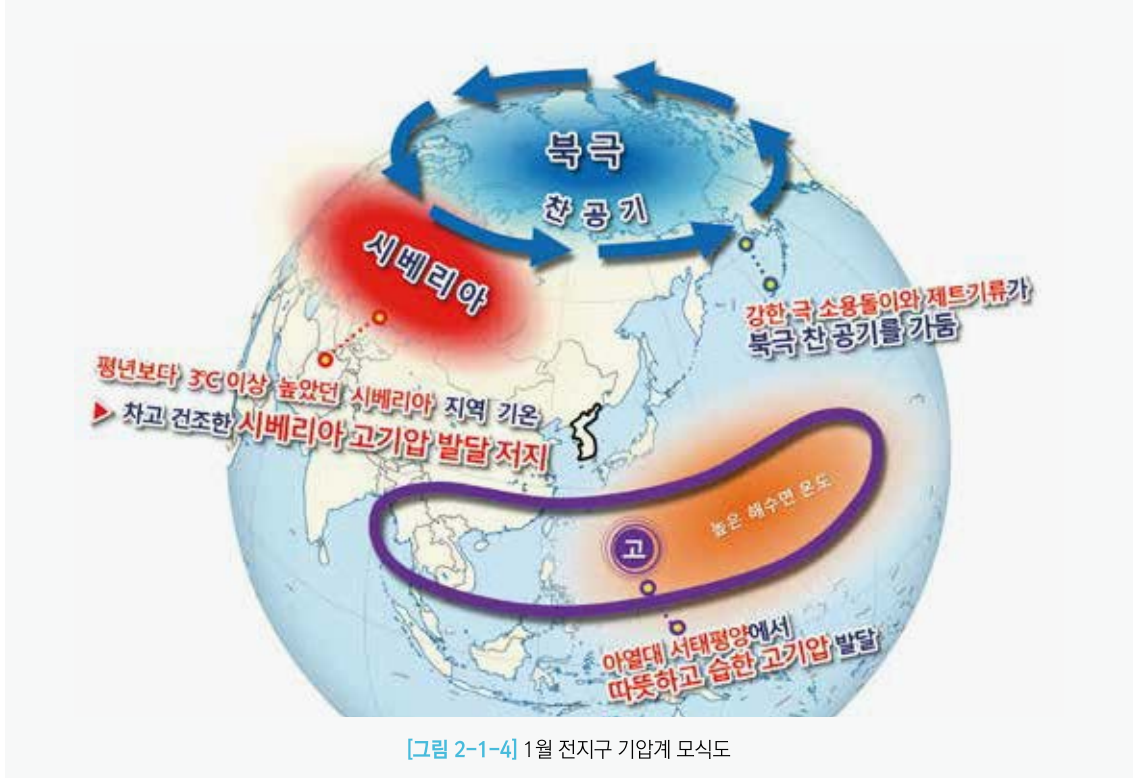 북극
찬 공기
시베리아
강한 극 소용돌이와 제트기류가
북극 찬 공기를 가둠
평년보다 3℃ 이상 높았던 시베리아 지역 기온
▶ 차고 건조한 시베리아 고기압 발달 저지
높은 해수면 온도
고
아열대 서태평양에서
따뜻하고 습한 고기압 발달
[그림 2-1-4] 1월 전지구 기압계 모식도